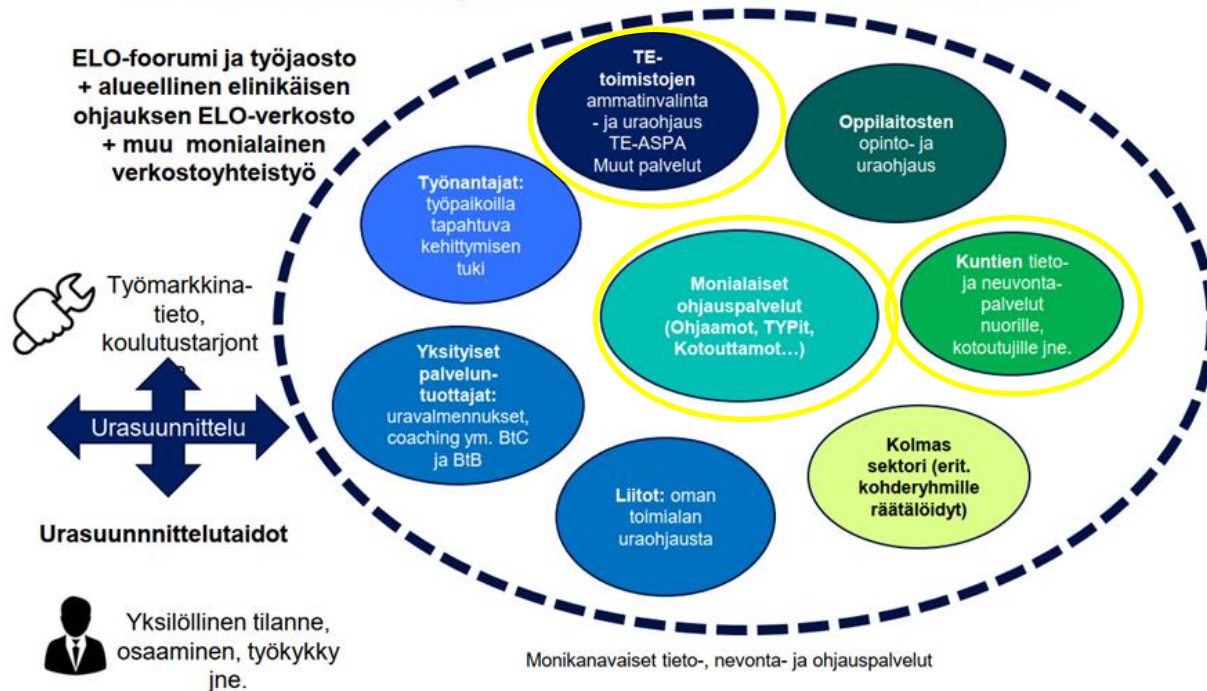 ELO-foorumi ja työjaosto
+ alueellinen elinikäisen
ohjauksen ELO-verkosto
+ muu monialainen
verkostoyhteistyö
TE-
toimistojen
ammatinvalinta
- ja uraohjaus
TE-ASPA
Muut palvelut
Oppilaitosten
opinto- ja
uraohjaus
Työnantajat:
työpaikoilla
tapahtuva
kehittymisen
tuki
Monialaiset
ohjauspalvelut
(Ohjaamot, TYPit,
Kotouttamot...)
Kuntien tieto-
ja neuvonta-
palvelut
nuorille,
kotoutujille jne.
Työmarkkina-
tieto,
koulutustarjont
Urasuunnittelu
Yksityiset
palvelun-
tuottajat:
uravalmennukset,
coaching ym. BtC
ja BtB
Kolmas
sektori (erit.
kohderyhmille
räätälöidyt)
Liitot: oman
toimialan
uraohjausta
Urasuunnnittelutaidot
Yksilöllinen tilanne,
osaaminen, työkykky
jne.
Monikanavaiset tieto-, nevonta- ja ohjauspalvelut